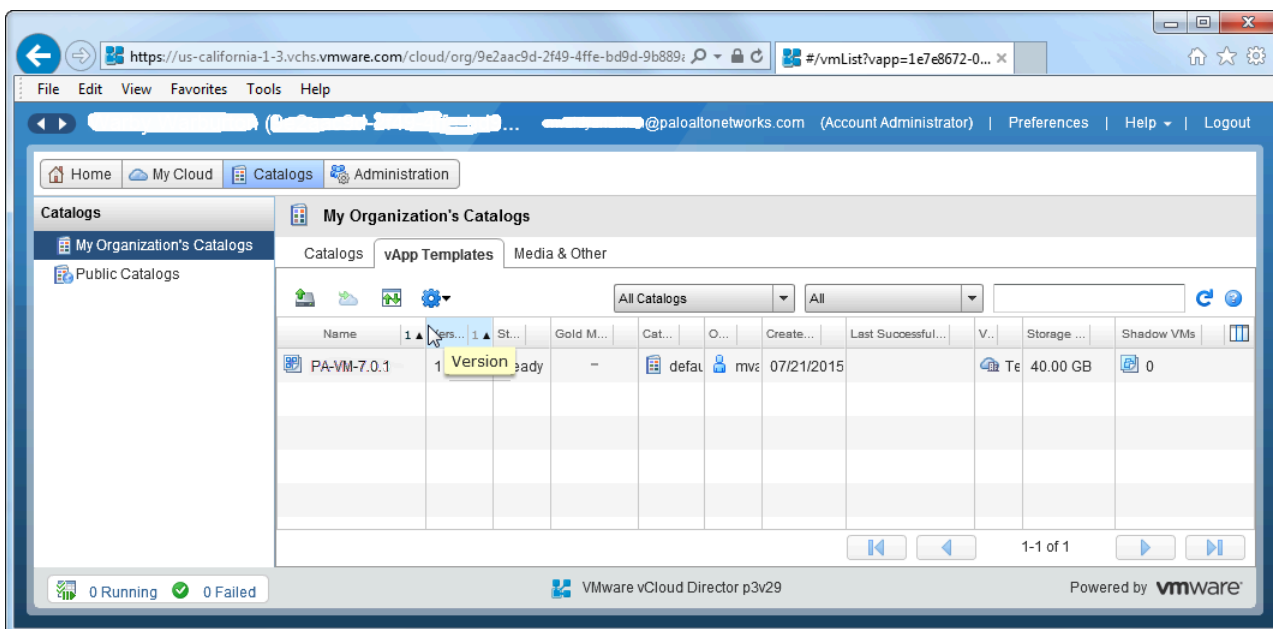 https://us-california-1-3.vchs.vmware.com/cloud/org/9e2aac9d-2f49-4ffe-bd9d-9b889a
#/vmList?vapp=1e7e8672-0...
File Edit View Favorites Tools Help
@paloaltonetworks.com (Account Administrator) | Preferences | Help | Logout
Home My Cloud Catalogs Administration
Catalogs
My Organization's Catalogs
Public Catalogs
My Organization's Catalogs
Catalogs vApp Templates Media & Other
All Catalogs All
Name 1 Vers... 1 St... Gold M... Cat... O... Create... Last Successful... V.. Storage ... Shadow VMs
PA-VM-7.0.1 1 eady – defau mva 07/21/2015 Te 40.00 GB 0
Version
1-1 of 1
0 Running 0 Failed
VMware vCloud Director p3v29
Powered by vmware